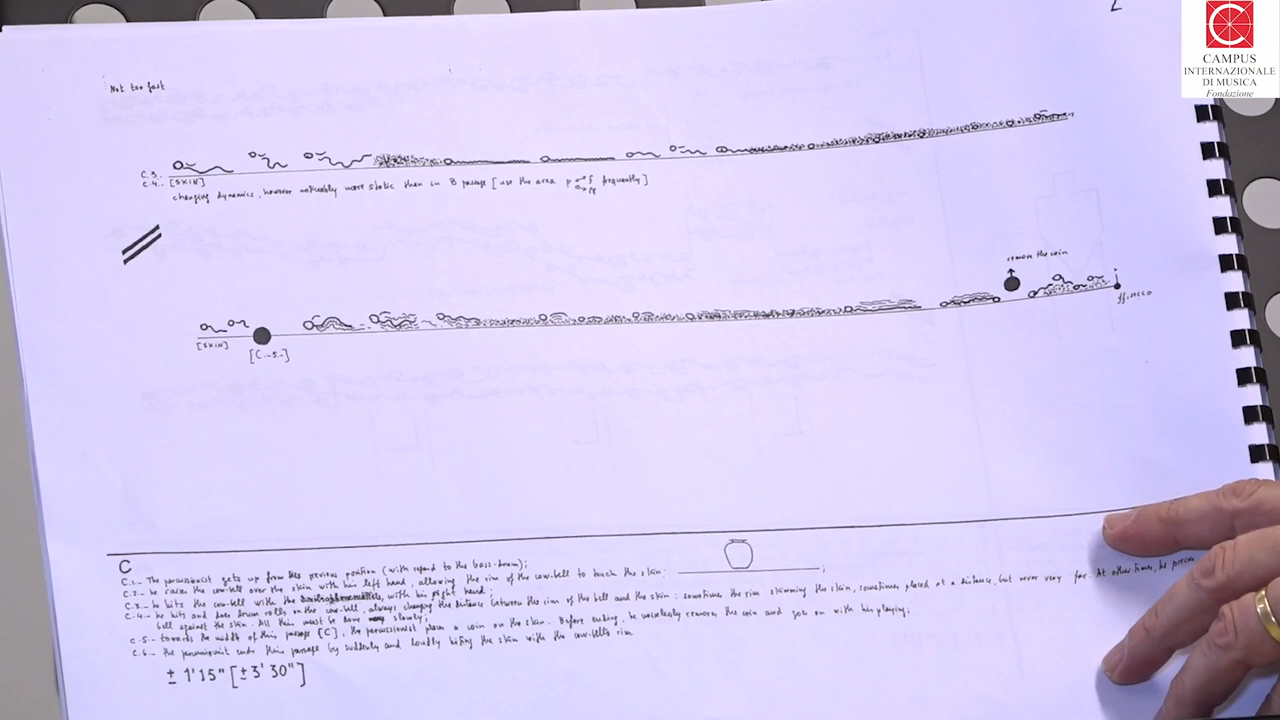 2
CAMPUS
INTERNAZIONALE
DI MUSICA
Fondazione
Not too fast
C.3.-
C.4.- [SKIN]
changing dynamics, however noticeably more static than in B passage [use the area p f frequently]
pp
remove the coin
ff, secco
[SKIN]
[C.-5.-]
C
C.1.- The percussionist gets up from his previous position (with regard to the bass-drum);
C.2.- he raises the cow-bell over the skin with his left hand, allowing the rim of the cow-bell to touch the skin:
C.3.- he hits the cow-bell with the with his right hand;
C.-4.- he hits and does drum rolls on the cow-bell, always changing the distance between the rim of the bell and the skin: sometimes the rim skimming the skin, sometimes placed at a distance, but never very far. At other times, he presses
bell against the skin. All this must be done very slowly;
C.-5.- towards the middle of this passage [C], the percussionist places a coin on the skin. Before ending, he noiselessly removes the coin and goes on with his playing;
C.6.- the percussionist ends this passage by suddenly and loudly hitting the skin with the cow-bell's rim
± 1'15" [±3'30"]